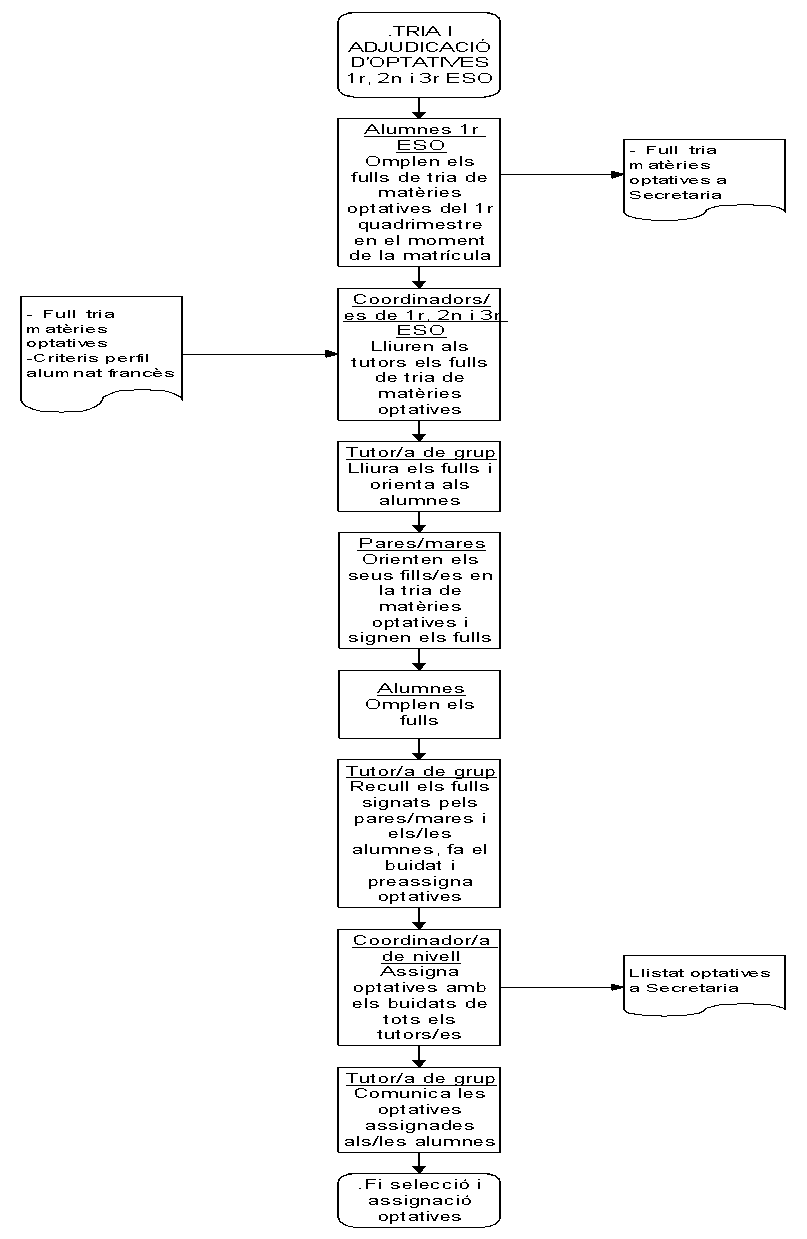 .TRIA I
ADJUDICACIÓ
D'OPTATIVES
1r, 2n i 3r ESO
Alumnes 1r
ESO
Omplen els
fulls de tria de
matèries
optatives del 1r
quadrimestre
en el moment
de la matrícula
- Full tria
matèries
optatives a
Secretaria
Coordinadors/
es de 1r, 2n i 3r
ESO
Lliuren als
tutors els fulls
de tria de
matèries
optatives
- Full tria
matèries
optatives
-Criteris perfil
alumnat francès
Tutor/a de grup
Lliura els fulls i
orienta als
alumnes
Pares/mares
Orienten els
seus fills/es en
la tria de
matèries
optatives i
signen els fulls
Alumnes
Omplen els
fulls
Tutor/a de grup
Recull els fulls
signats pels
pares/mares i
els/les
alumnes, fa el
buidat i
preassigna
optatives
Coordinador/a
de nivell
Assigna
optatives amb
els buidats de
tots els
tutors/es
Llistat optatives
a Secretaria
Tutor/a de grup
Comunica les
optatives
assignades
als/les alumnes
.Fi selecció i
assignació
optatives